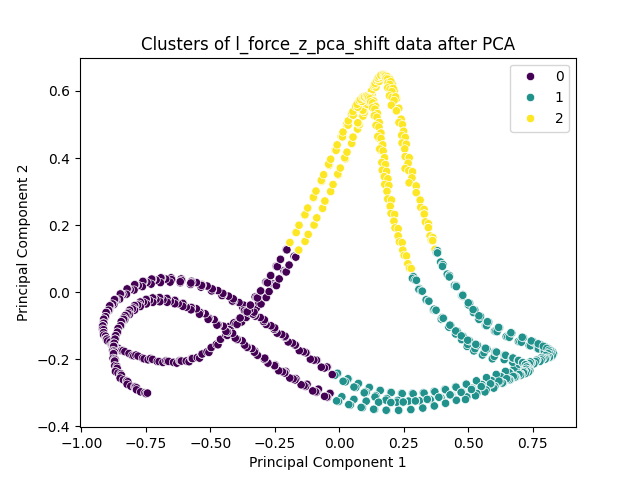 Clusters of l_force_z_pca_shift data after PCA
0
1
2
Principal Component 2
0.6
0.4
0.2
0.0
−0.2
−0.4
−1.00 −0.75 −0.50 −0.25 0.00 0.25 0.50 0.75
Principal Component 1